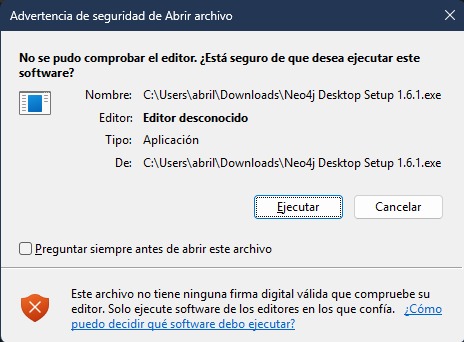 Advertencia de seguridad de Abrir archivo
No se pudo comprobar el editor. ¿Está seguro de que desea ejecutar este
software?
Nombre: C:\Users\abril\Downloads\Neo4j Desktop Setup 1.6.1.exe
Editor: Editor desconocido
Tipo: Aplicación
De: C:\Users\abril\Downloads\Neo4j Desktop Setup 1.6.1.exe
Ejecutar Cancelar
Preguntar siempre antes de abrir este archivo
Este archivo no tiene ninguna firma digital válida que compruebe su
editor. Solo ejecute software de los editores en los que confía. ¿Cómo
puedo decidir qué software debo ejecutar?